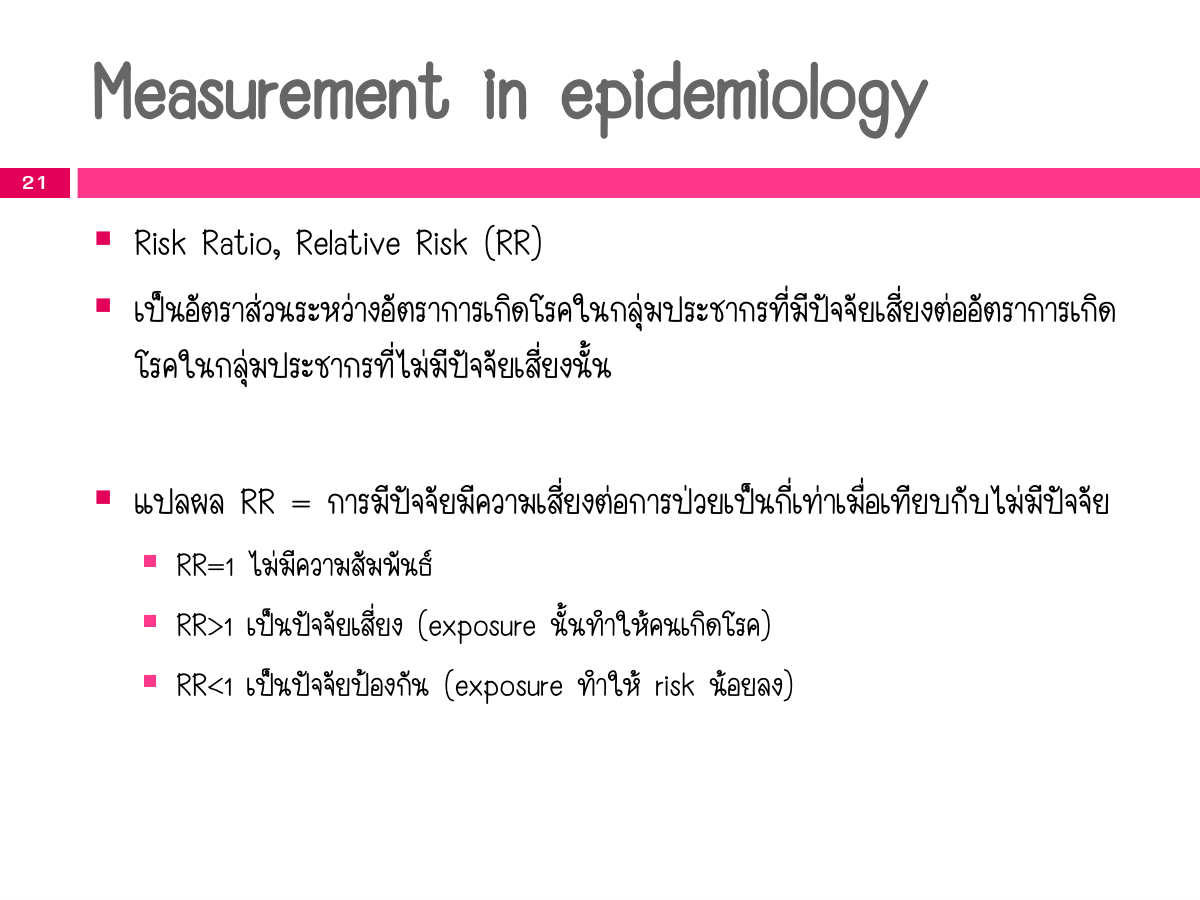 Measurement in epidemiology
21
Risk Ratio, Relative Risk (RR)
เป็นอัตราส่วนระหว่างอัตราการเกิดโรคในกลุ่มประชากรที่มีปัจจัยเสี่ยงต่ออัตราการเกิด
โรคในกลุ่มประชากรที่ไม่มีปัจจัยเสี่ยงนั้น
แปลผล RR = การมีปัจจัยมีความเสี่ยงต่อการป่วยเป็นกี่เท่าเมื่อเทียบกับไม่มีปัจจัย
RR=1 ไม่มีความสัมพันธ์
RR>1 เป็นปัจจัยเสี่ยง (exposure นั้นทำให้คนเกิดโรค)
RR<1 เป็นปัจจัยป้องกัน (exposure ทำให้ risk น้อยลง)